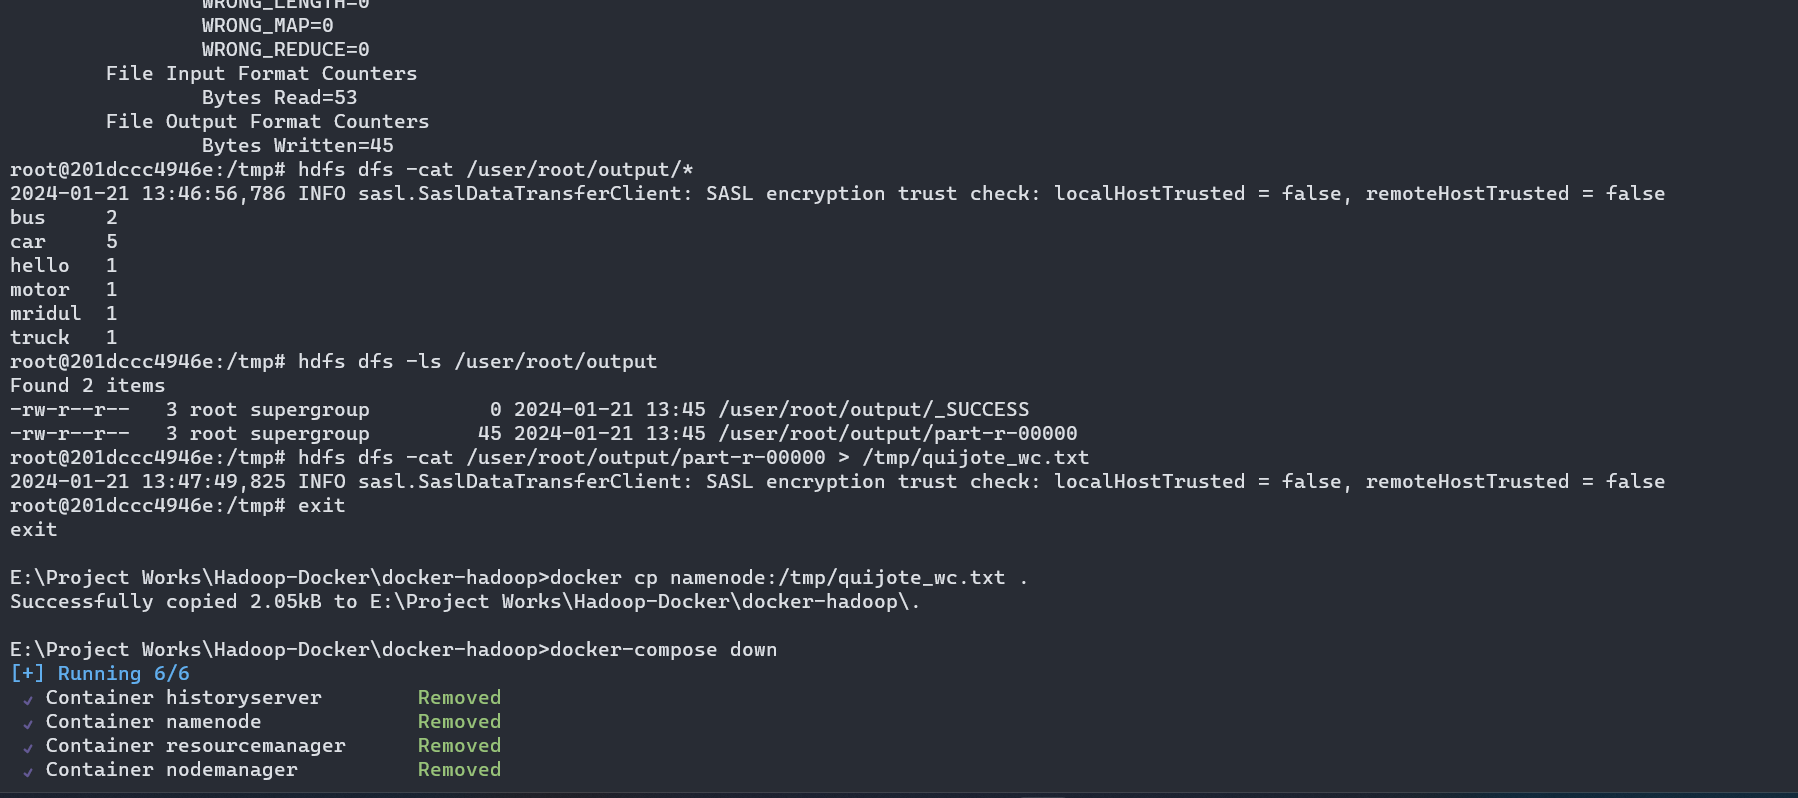 WRONG_LENGTH=0
WRONG_MAP=0
WRONG_REDUCE=0
File Input Format Counters
Bytes Read=53
File Output Format Counters
Bytes Written=45
root@201dccc4946e:/tmp# hdfs dfs -cat /user/root/output/*
2024-01-21 13:46:56,786 INFO sasl.SaslDataTransferClient: SASL encryption trust check: localHostTrusted = false, remoteHostTrusted = false
bus     2
car     5
hello   1
motor   1
mridul  1
truck   1
root@201dccc4946e:/tmp# hdfs dfs -ls /user/root/output
Found 2 items
-rw-r--r--   3 root supergroup          0 2024-01-21 13:45 /user/root/output/_SUCCESS
-rw-r--r--   3 root supergroup         45 2024-01-21 13:45 /user/root/output/part-r-00000
root@201dccc4946e:/tmp# hdfs dfs -cat /user/root/output/part-r-00000 > /tmp/quijote_wc.txt
2024-01-21 13:47:49,825 INFO sasl.SaslDataTransferClient: SASL encryption trust check: localHostTrusted = false, remoteHostTrusted = false
root@201dccc4946e:/tmp# exit
exit
E:\Project Works\Hadoop-Docker\docker-hadoop>docker cp namenode:/tmp/quijote_wc.txt .
Successfully copied 2.05kB to E:\Project Works\Hadoop-Docker\docker-hadoop\.
E:\Project Works\Hadoop-Docker\docker-hadoop>docker-compose down
[+] Running 6/6
✓ Container historyserver        Removed
✓ Container namenode             Removed
✓ Container resourcemanager      Removed
✓ Container nodemanager          Removed